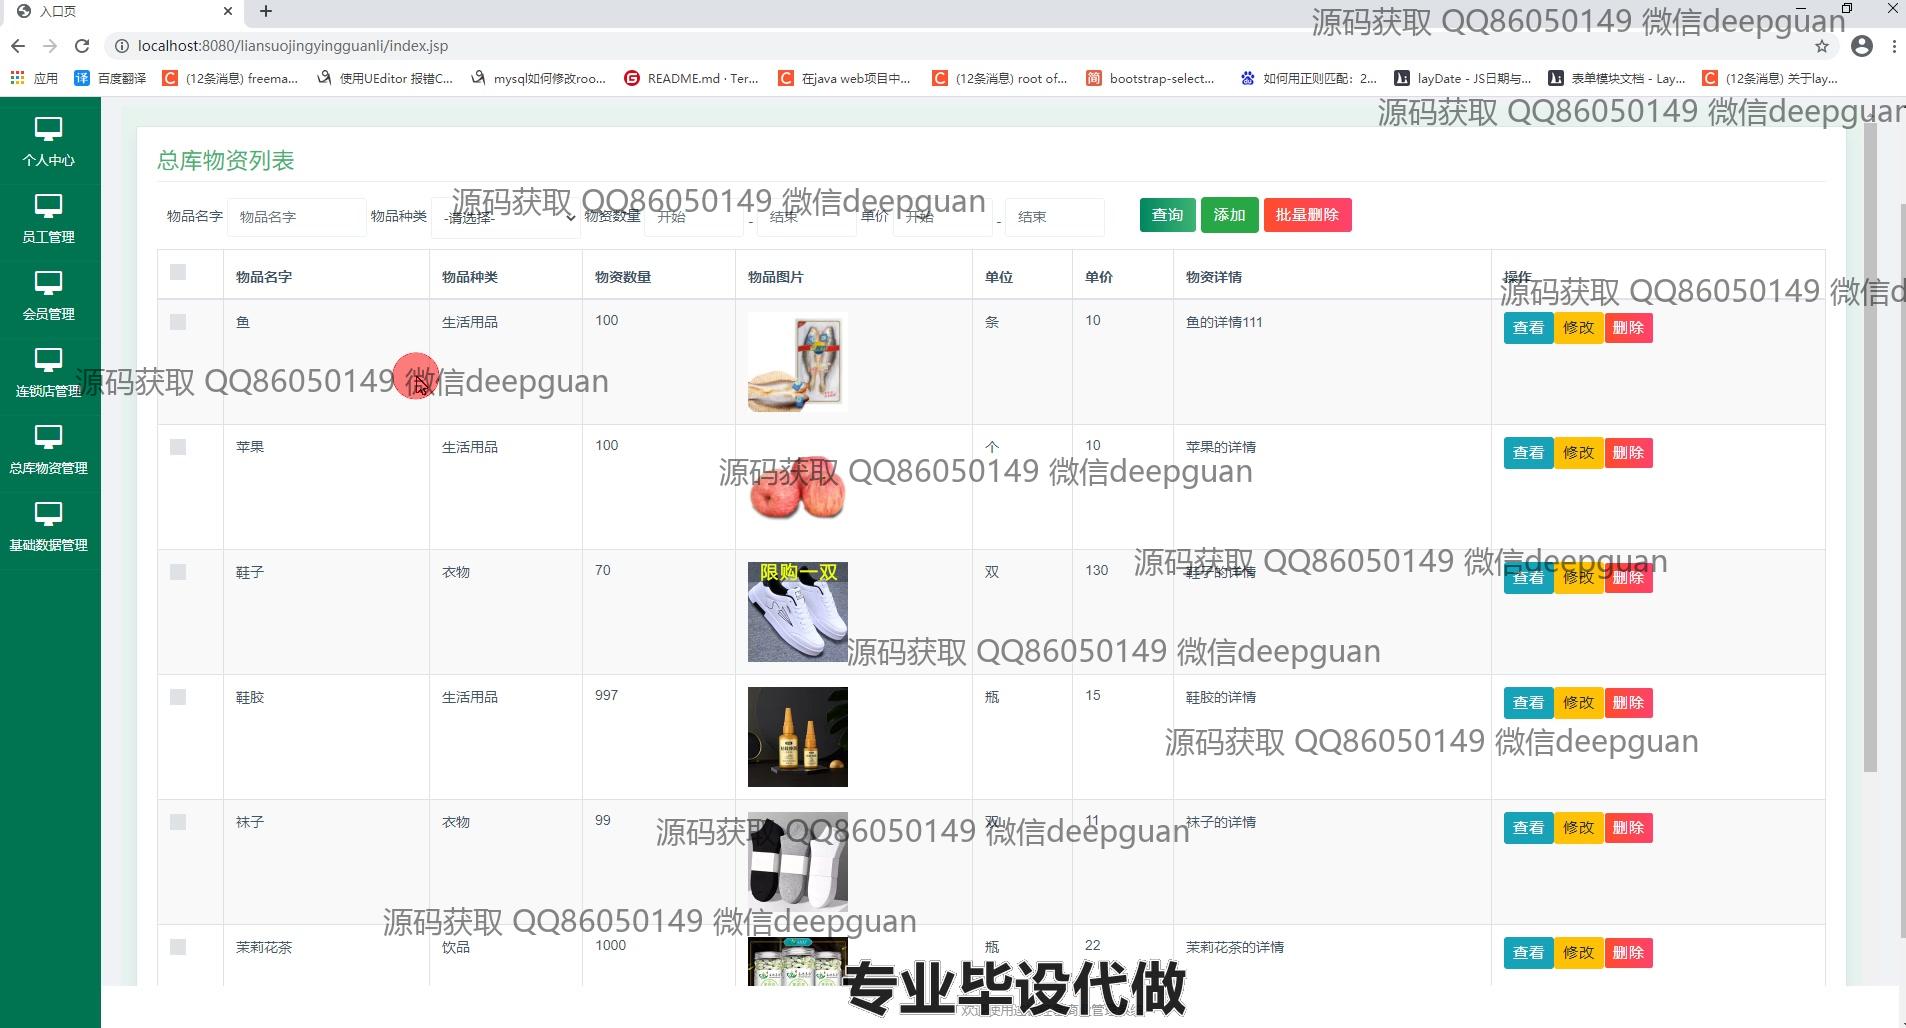 入口页
源码获取 QQ86050149 微信deepguan
localhost:8080/liansuojingyingguanli/index.jsp
应用 百度翻译 (12条消息) freema... 使用UEditor 报错C... mysql如何修改roo... README.md · Ter... 在java web项目中... (12条消息) root of... bootstrap-select... 如何用正则匹配：2... layDate - JS日期与... 表单模块文档 - Lay... (12条消息) 关于lay...
源码获取 QQ86050149 微信deepguan
个人中心
员工管理
会员管理
连锁店管理
总库物资管理
基础数据管理
总库物资列表
源码获取 QQ86050149 微信deepguan
物品名字 物品名字 物品种类 -请选择- 物资数量 开始 - 结束 单价 开始 - 结束 查询 添加 批量删除
物品名字 物品种类 物资数量 物品图片 单位 单价 物资详情 操作
源码获取 QQ86050149 微信d
鱼 生活用品 100 条 10 鱼的详情111 查看 修改 删除
源码获取 QQ86050149 微信deepguan
苹果 生活用品 100 个 10 苹果的详情 查看 修改 删除
源码获取 QQ86050149 微信deepguan
源码获取 QQ86050149 微信deepguan
鞋子 衣物 70 限购一双 双 130 鞋子的详情 查看 修改 删除
源码获取 QQ86050149 微信deepguan
鞋胶 生活用品 997 瓶 15 鞋胶的详情 查看 修改 删除
源码获取 QQ86050149 微信deepguan
袜子 衣物 99 双 11 袜子的详情 查看 修改 删除
源码获取 QQ86050149 微信deepguan
源码获取 QQ86050149 微信deepguan
茉莉花茶 饮品 1000 瓶 22 茉莉花茶的详情 查看 修改 删除
专业毕设代做